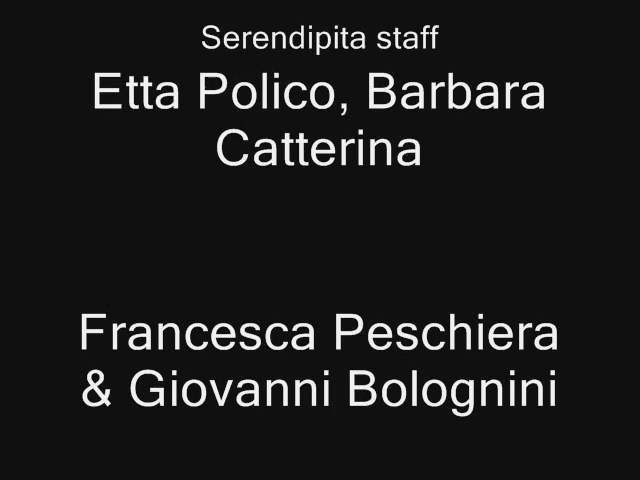 Serendipita staff
Etta Polico, Barbara
Catterina
Francesca Peschiera
& Giovanni Bolognini